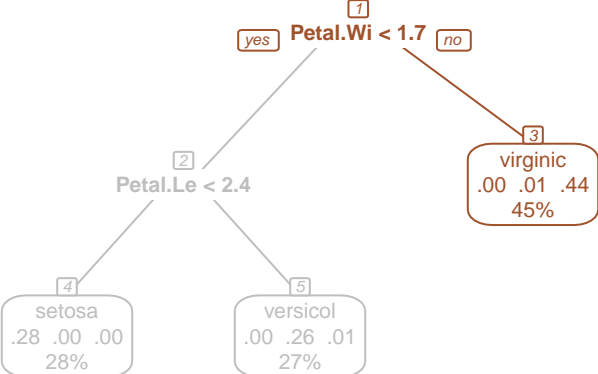 1
yes Petal.Wi < 1.7 no
2
Petal.Le < 2.4
3
virginic
.00 .01 .44
45%
4
setosa
.28 .00 .00
28%
5
versicol
.00 .26 .01
27%